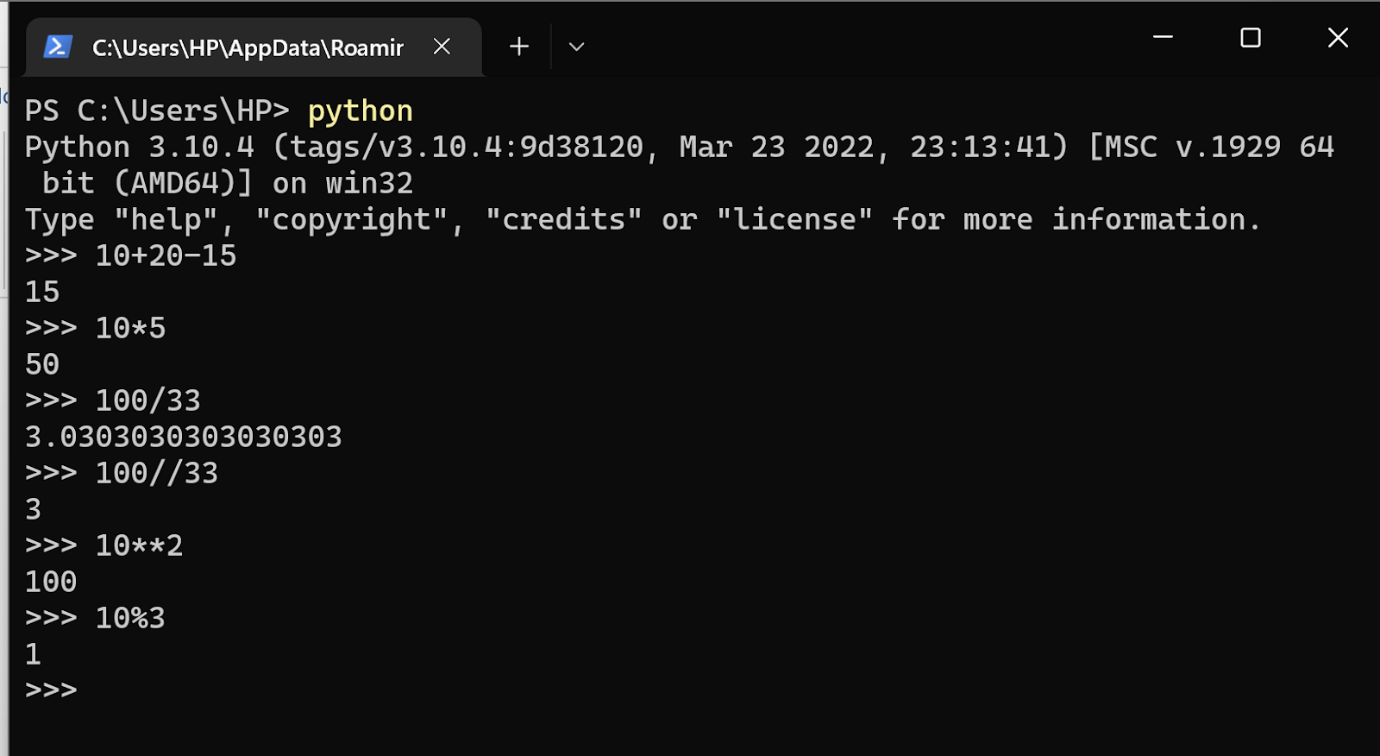 C:\Users\HP\AppData\Roamir
PS C:\Users\HP> python
Python 3.10.4 (tags/v3.10.4:9d38120, Mar 23 2022, 23:13:41) [MSC v.1929 64
 bit (AMD64)] on win32
Type "help", "copyright", "credits" or "license" for more information.
>>> 10+20-15
15
>>> 10*5
50
>>> 100/33
3.0303030303030303
>>> 100//33
3
>>> 10**2
100
>>> 10%3
1
>>>